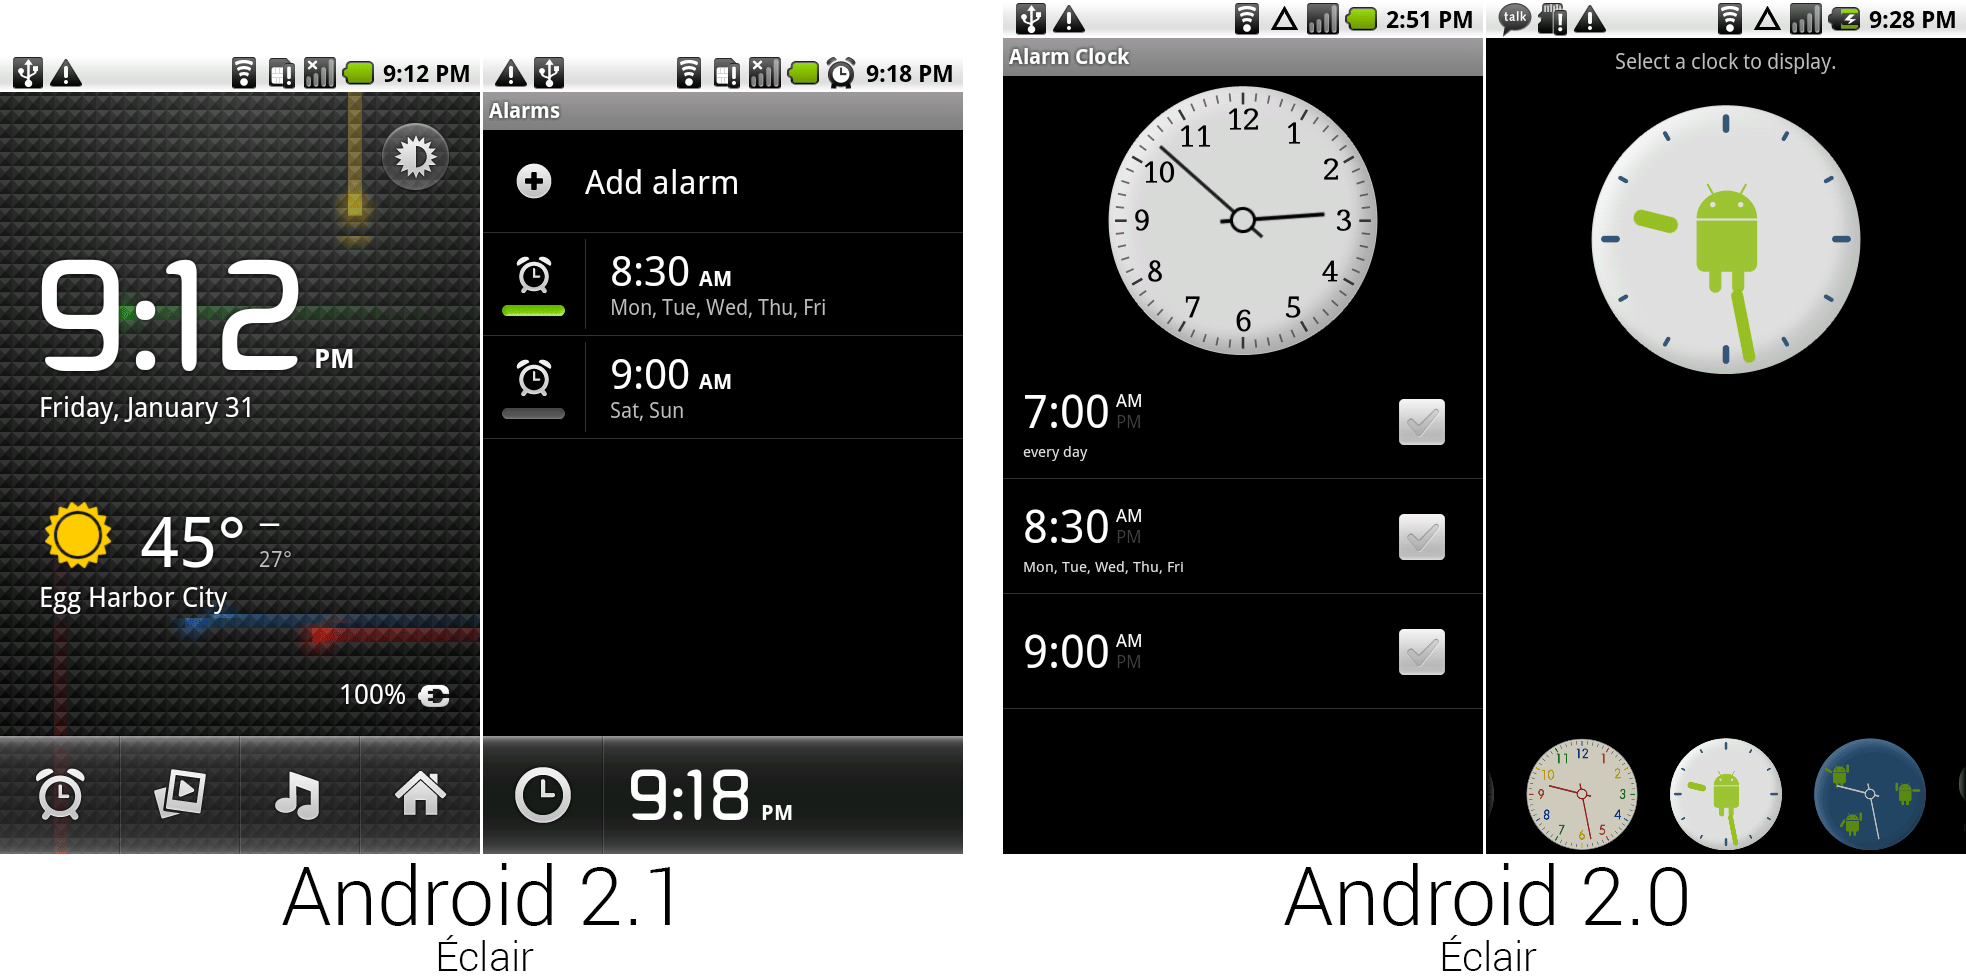 9:12 PM
9:12 PM
Friday, January 31
45° —
27°
Egg Harbor City
100%
9:18 PM
Alarms
Add alarm
8:30 AM
Mon, Tue, Wed, Thu, Fri
9:00 AM
Sat, Sun
9:18 PM
Android 2.1
Éclair
2:51 PM
Alarm Clock
12
11 1
10 2
9 3
8 4
7 5
6
7:00 AM
PM
every day
8:30 AM
PM
Mon, Tue, Wed, Thu, Fri
9:00 AM
PM
talk 9:28 PM
Select a clock to display.
12
11 1
10 2
9 3
8 4
7 5
6
Android 2.0
Éclair